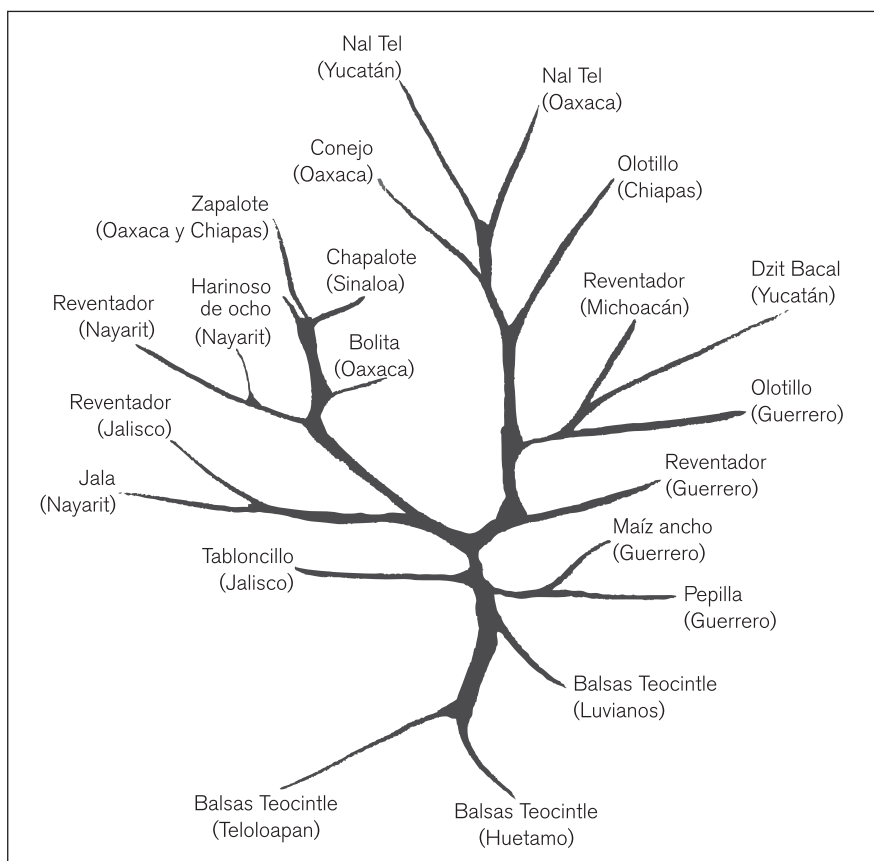 Nal Tel
(Yucatán)
Nal Tel
(Oaxaca)
Conejo
(Oaxaca)
Olotillo
(Chiapas)
Zapalote
(Oaxaca y Chiapas)
Chapalote
(Sinaloa)
Harinoso
de ocho
(Nayarit)
Reventador
(Nayarit)
Bolita
(Oaxaca)
Reventador
(Michoacán)
Dzit Bacal
(Yucatán)
Olotillo
(Guerrero)
Reventador
(Jalisco)
Jala
(Nayarit)
Reventador
(Guerrero)
Tabloncillo
(Jalisco)
Maíz ancho
(Guerrero)
Pepilla
(Guerrero)
Balsas Teocintle
(Luvianos)
Balsas Teocintle
(Teloloapan)
Balsas Teocintle
(Huetamo)